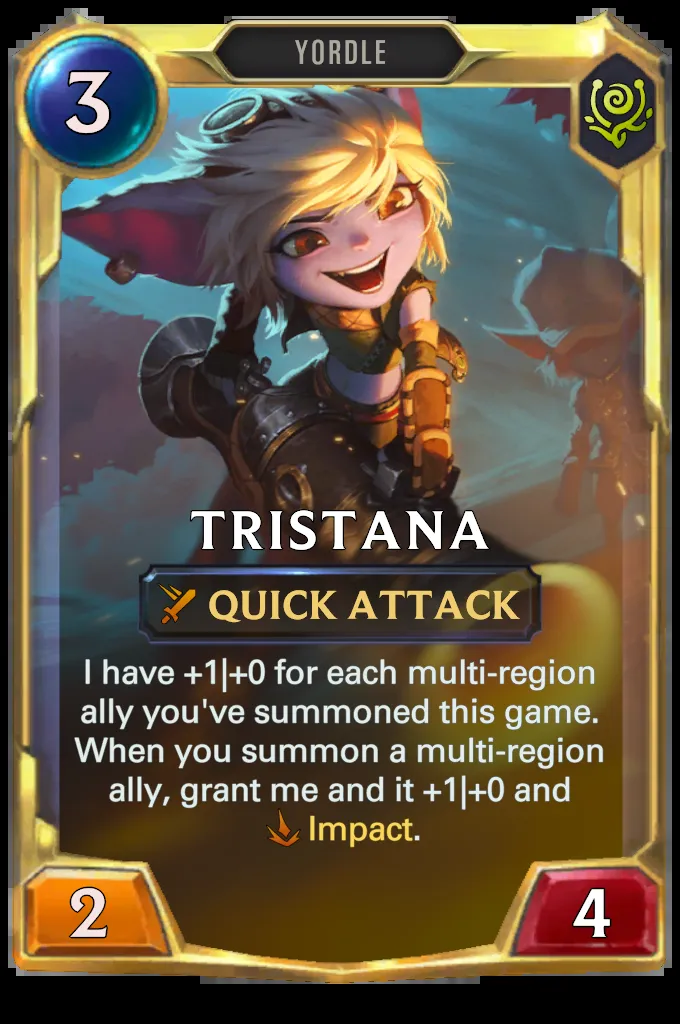 YORDLE
3
TRISTANA
QUICK ATTACK
I have +1|+0 for each multi-region
ally you've summoned this game.
When you summon a multi-region
ally, grant me and it +1|+0 and
Impact.
2
4